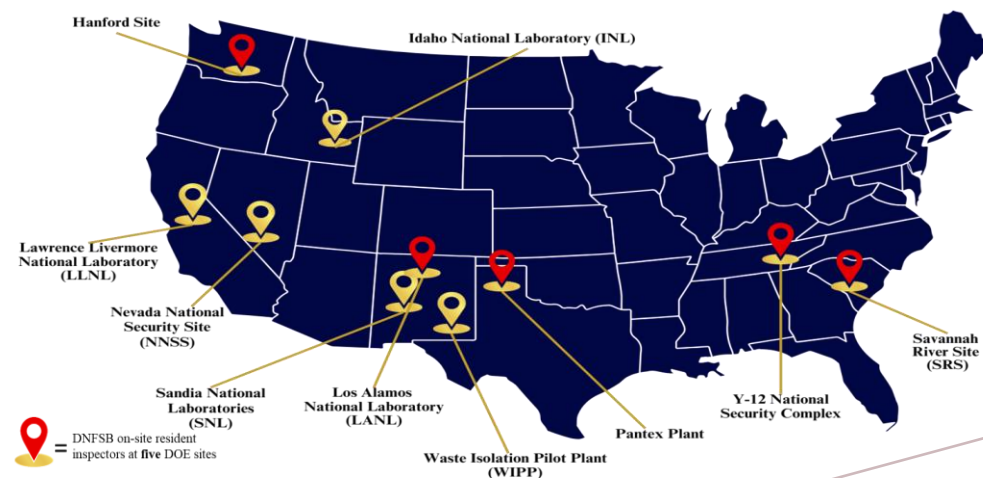 Hanford Site
Idaho National Laboratory (INL)
Lawrence Livermore
National Laboratory
(LLNL)
Nevada National
Security Site
(NNSS)
Sandia National
Laboratories
(SNL)
Los Alamos
National Laboratory
(LANL)
Waste Isolation Pilot Plant
(WIPP)
Pantex Plant
Y-12 National
Security Complex
Savannah
River Site
(SRS)
= DNFSB on-site resident
inspectors at five DOE sites